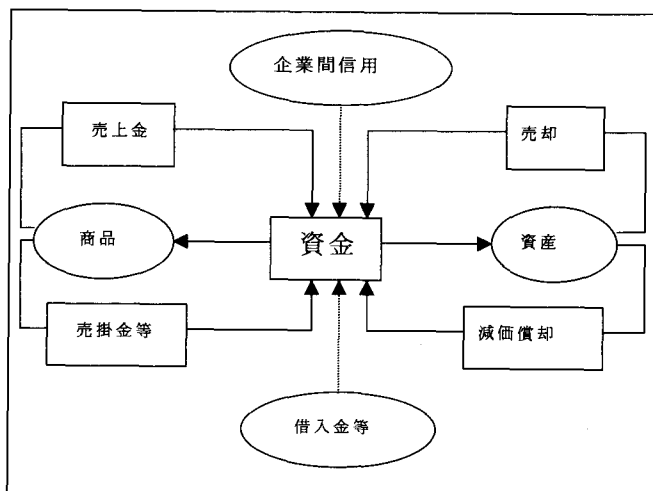 企業間信用
売上金
売却
商品
資金
資産
売掛金等
減価償却
借入金等